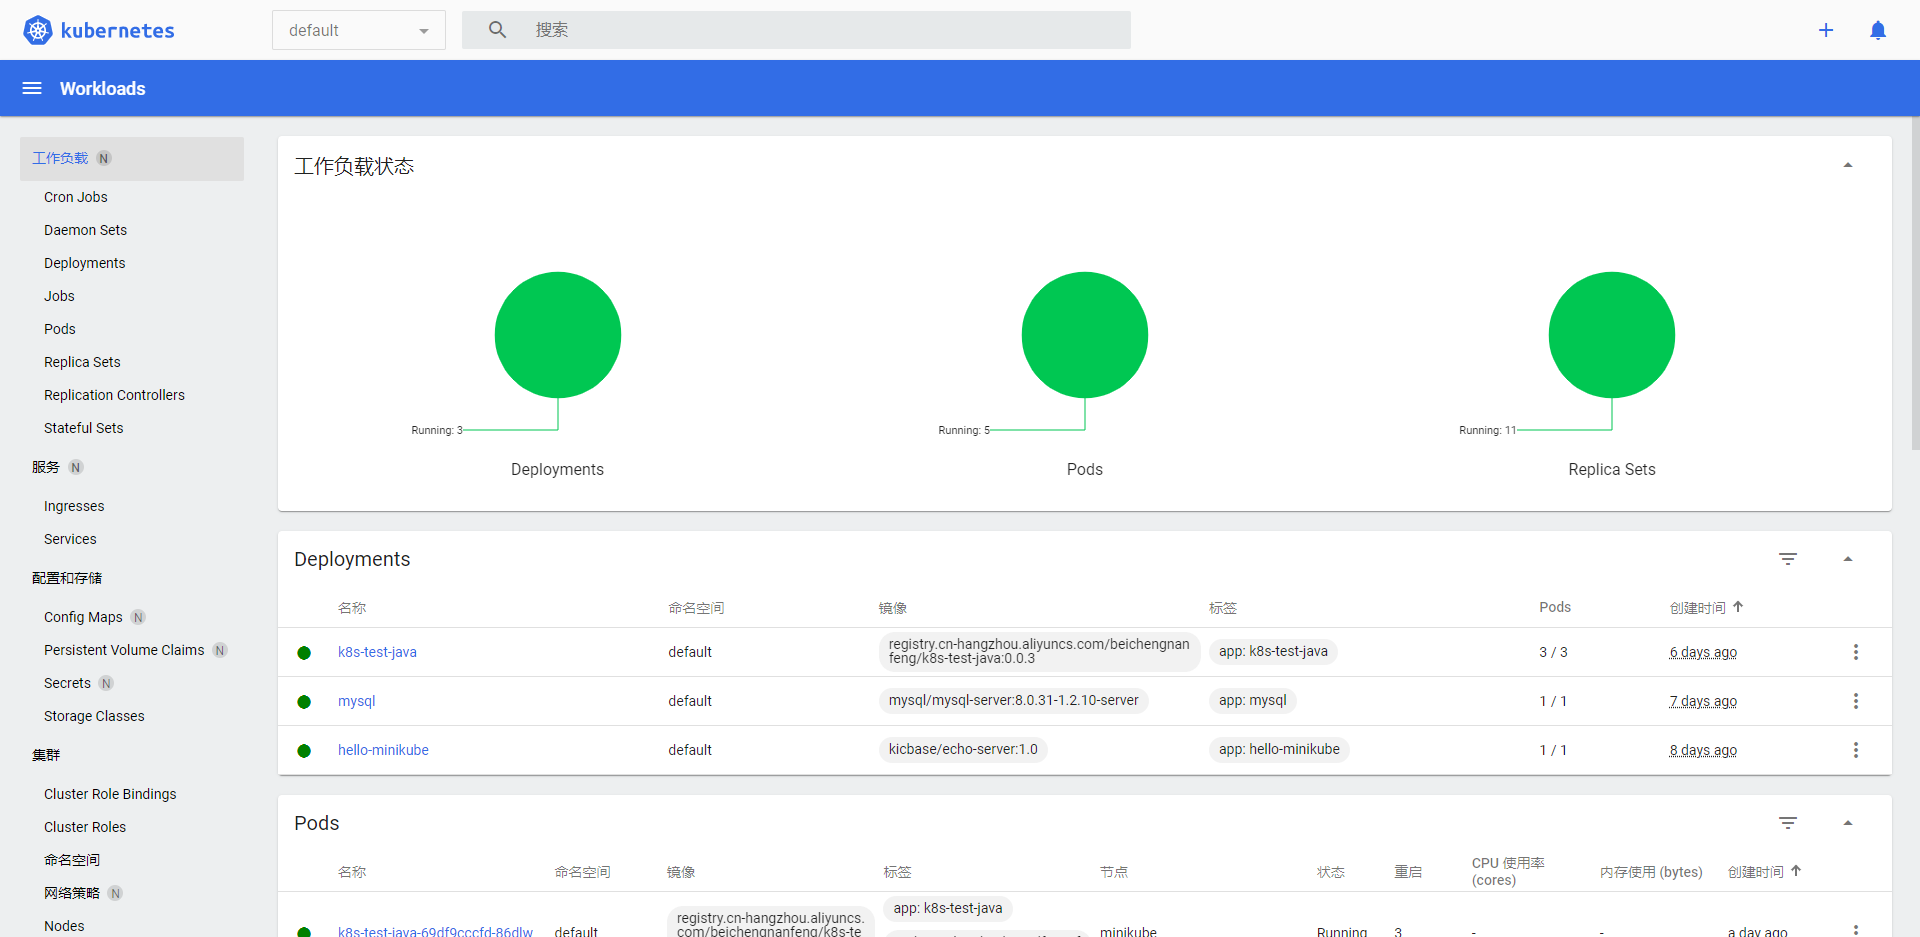 kubernetes
default
搜索
Workloads
工作负载 N
Cron Jobs
Daemon Sets
Deployments
Jobs
Pods
Replica Sets
Replication Controllers
Stateful Sets
服务 N
Ingresses
Services
配置和存储
Config Maps N
Persistent Volume Claims N
Secrets N
Storage Classes
集群
Cluster Role Bindings
Cluster Roles
命名空间
网络策略 N
Nodes
工作负载状态
Running: 3
Deployments
Running: 5
Pods
Running: 11
Replica Sets
Deployments
名称 命名空间 镜像 标签 Pods 创建时间
k8s-test-java default registry.cn-hangzhou.aliyuncs.com/beichengnan
feng/k8s-test-java:0.0.3 app: k8s-test-java 3 / 3 6 days ago
mysql default mysql/mysql-server:8.0.31-1.2.10-server app: mysql 1 / 1 7 days ago
hello-minikube default kicbase/echo-server:1.0 app: hello-minikube 1 / 1 8 days ago
Pods
名称 命名空间 镜像 标签 节点 状态 重启 CPU 使用率
(cores) 内存使用 (bytes) 创建时间
registry.cn-hangzhou.aliyuncs. app: k8s-test-java
k8s-test-java-69df9cccfd-86dlw default com/beichengnanfeng/k8s-te minikube Running 3 - - a day ago